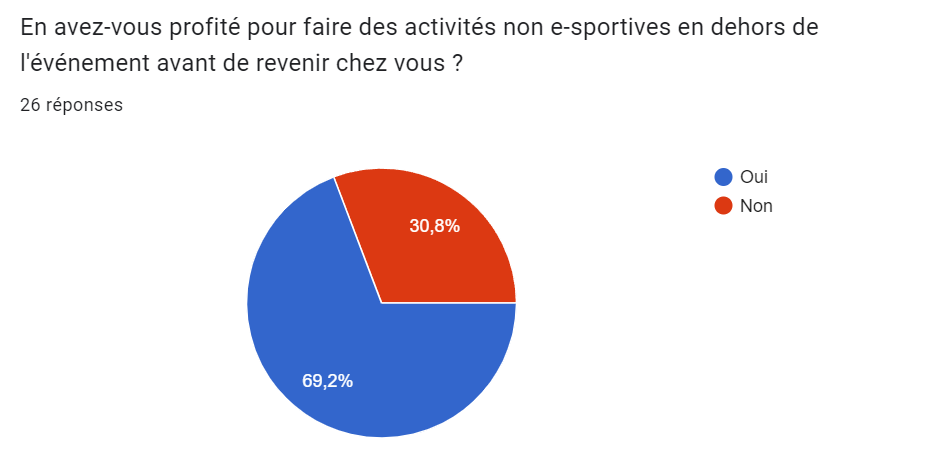 En avez-vous profité pour faire des activités non e-sportives en dehors de
l'événement avant de revenir chez vous ?
26 réponses
Oui
Non
30,8%
69,2%